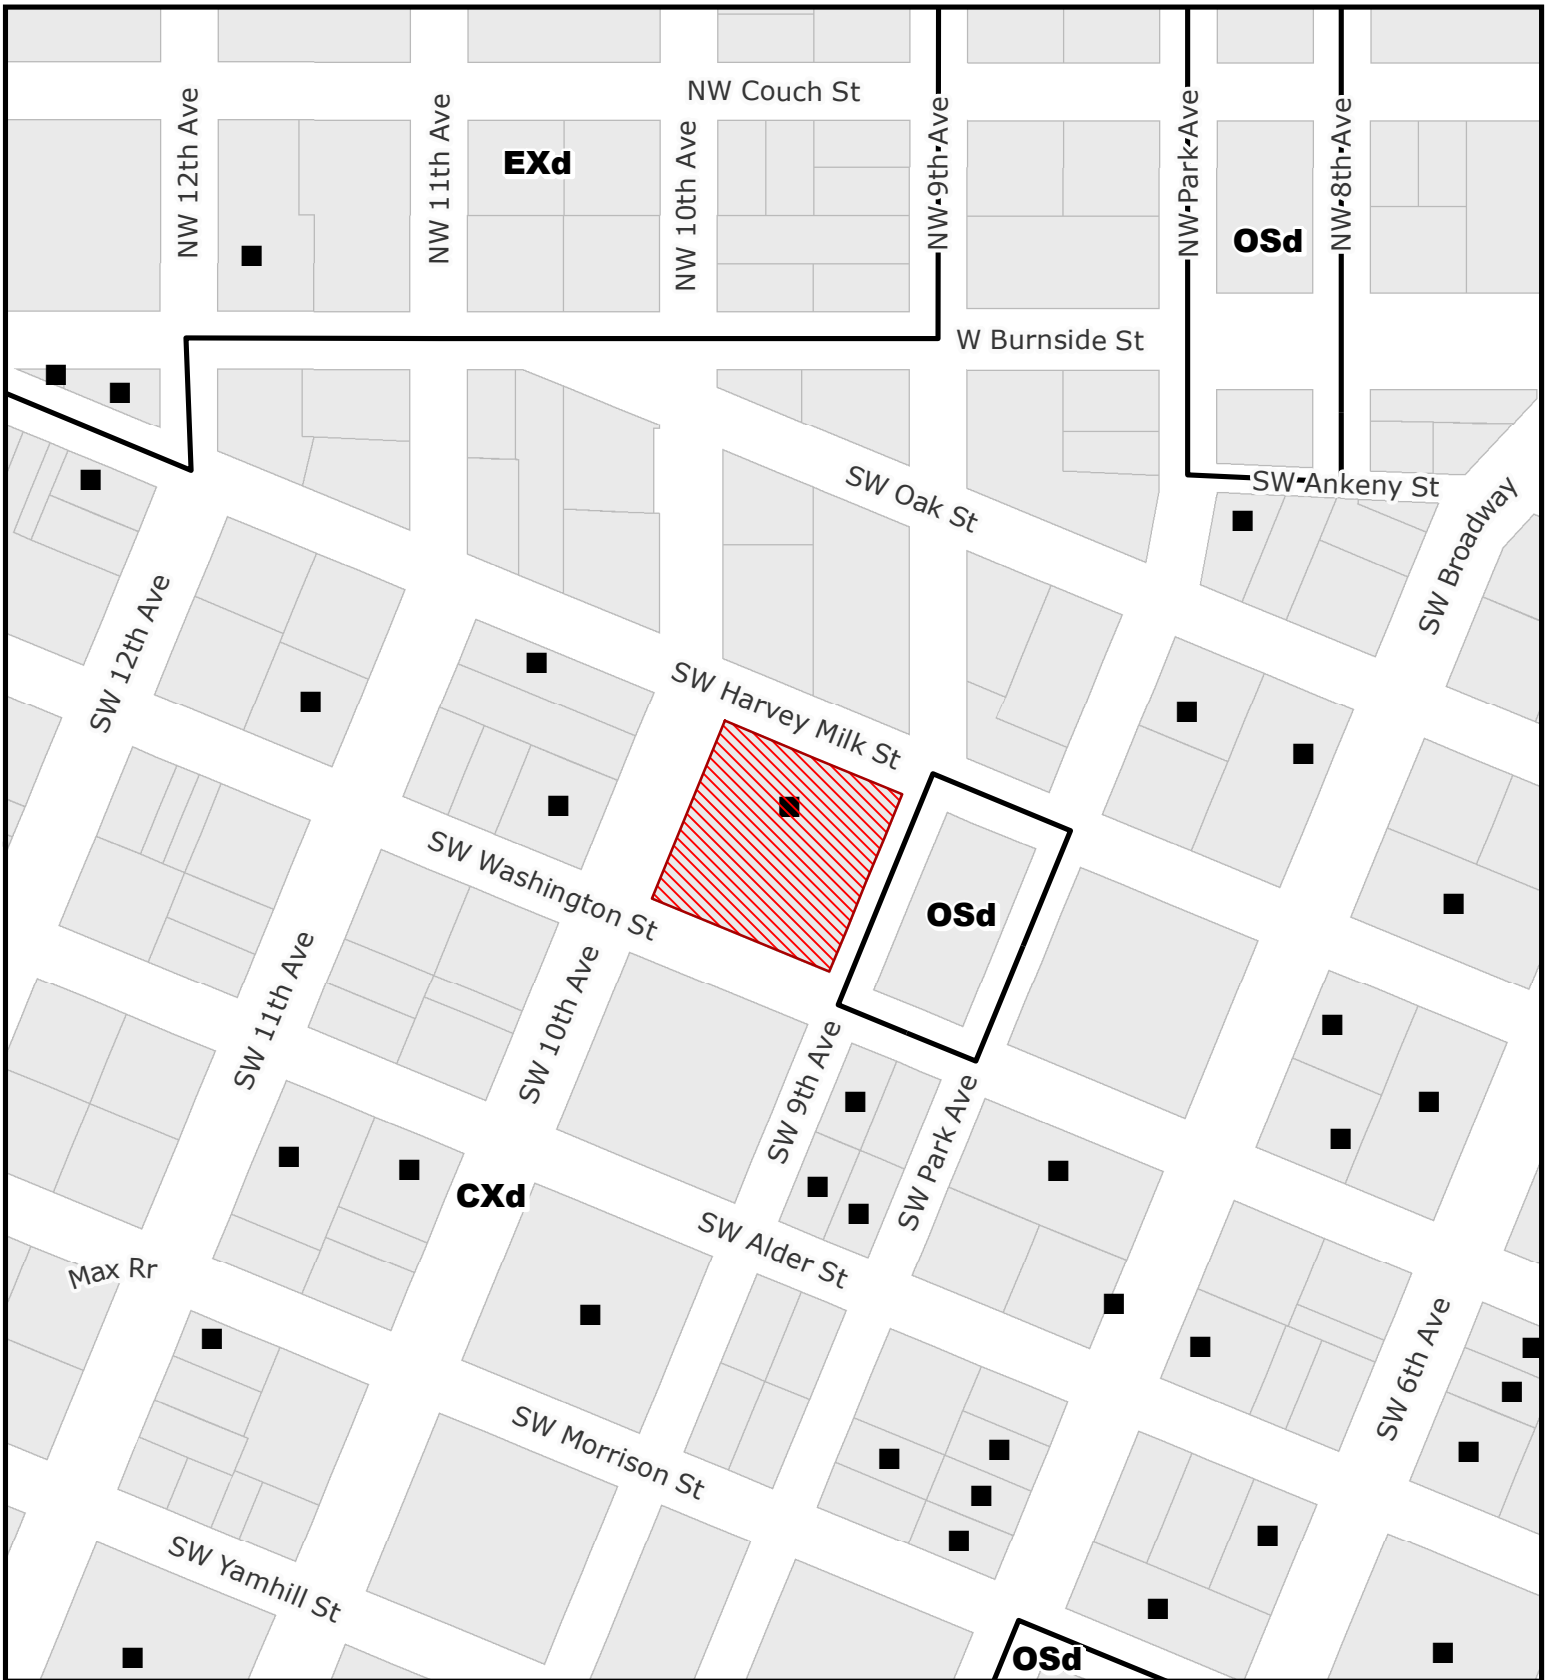 NW Couch St
NW 12th Ave
NW 11th Ave
NW 10th Ave
NW 9th Ave
NW Park Ave
NW 8th Ave
EXd
OSd
W Burnside St
SW Oak St
SW Ankeny St
SW Broadway
SW 12th Ave
SW Harvey Milk St
SW Washington St
OSd
SW 11th Ave
SW 10th Ave
SW 9th Ave
SW Park Ave
CXd
SW Alder St
Max Rr
SW 6th Ave
SW Morrison St
SW Yamhill St
OSd